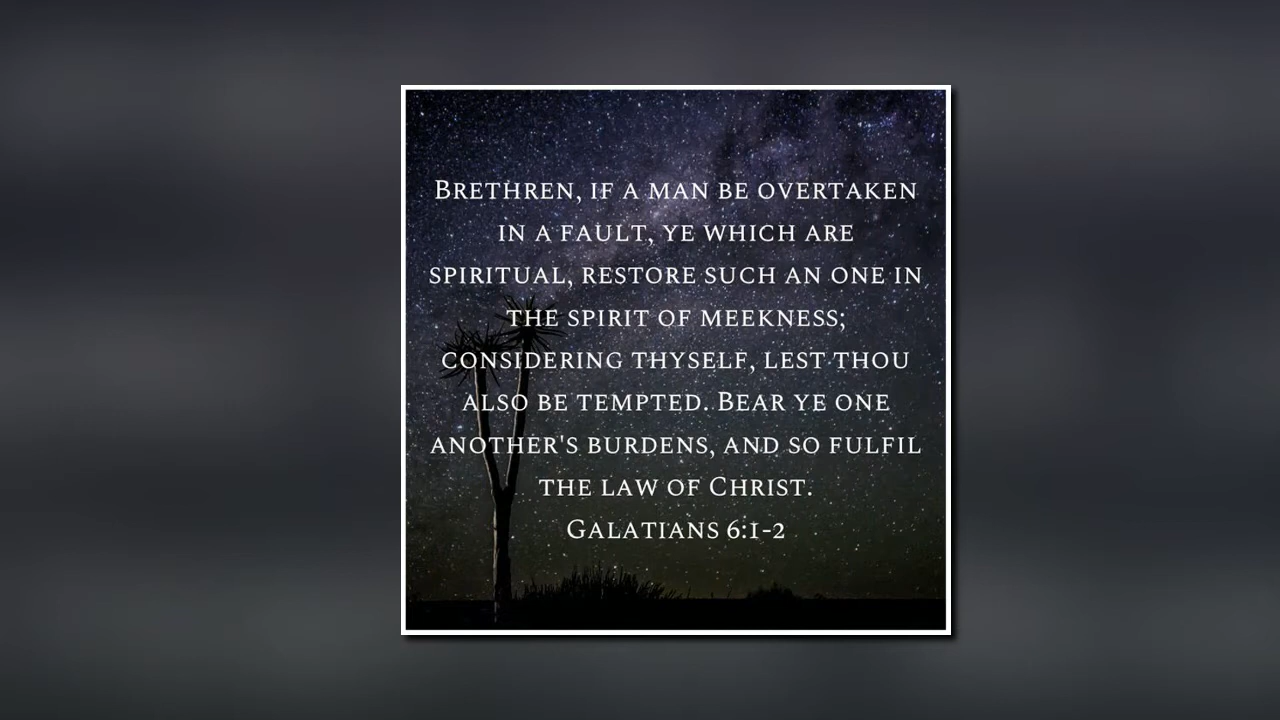 Brethren, if a man be overtaken
in a fault, ye which are
spiritual, restore such an one in
the spirit of meekness;
considering thyself, lest thou
also be tempted. Bear ye one
another's burdens, and so fulfil
the law of Christ.
Galatians 6:1-2